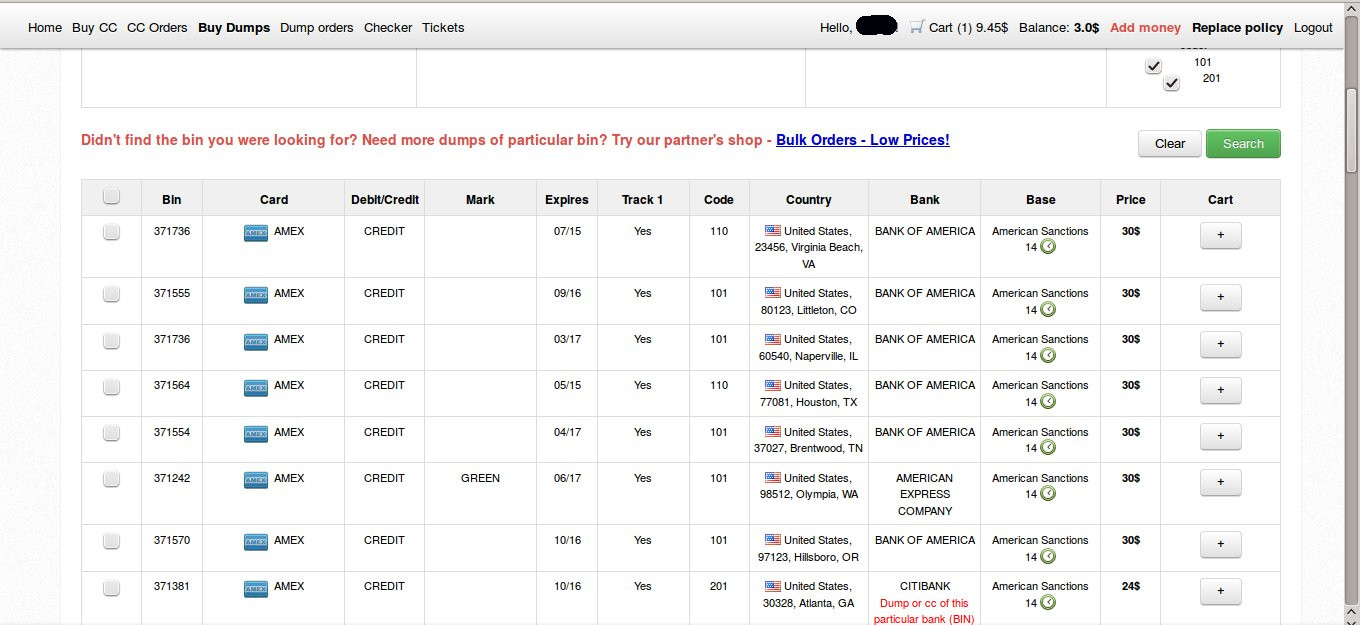 Home Buy CC CC Orders Buy Dumps Dump orders Checker Tickets Hello, Cart (1) 9.45$ Balance: 3.0$ Add money Replace policy Logout
101
201
Didn't find the bin you were looking for? Need more dumps of particular bin? Try our partner's shop - Bulk Orders - Low Prices! Clear Search
Bin Card Debit/Credit Mark Expires Track 1 Code Country Bank Base Price Cart
371736 AMEX AMEX CREDIT 07/15 Yes 110 United States, BANK OF AMERICA American Sanctions 30$ +
23456, Virginia Beach, 14
VA
371555 AMEX AMEX CREDIT 09/16 Yes 101 United States, BANK OF AMERICA American Sanctions 30$ +
80123, Littleton, CO 14
371736 AMEX AMEX CREDIT 03/17 Yes 101 United States, BANK OF AMERICA American Sanctions 30$ +
60540, Naperville, IL 14
371564 AMEX AMEX CREDIT 05/15 Yes 110 United States, BANK OF AMERICA American Sanctions 30$ +
77081, Houston, TX 14
371554 AMEX AMEX CREDIT 04/17 Yes 101 United States, BANK OF AMERICA American Sanctions 30$ +
37027, Brentwood, TN 14
371242 AMEX AMEX CREDIT GREEN 06/17 Yes 101 United States, AMERICAN American Sanctions 30$ +
98512, Olympia, WA EXPRESS 14
COMPANY
371570 AMEX AMEX CREDIT 10/16 Yes 101 United States, BANK OF AMERICA American Sanctions 30$ +
97123, Hillsboro, OR 14
371381 AMEX AMEX CREDIT 10/16 Yes 201 United States, CITIBANK American Sanctions 24$ +
30328, Atlanta, GA Dump or cc of this 14
particular bank (BIN)